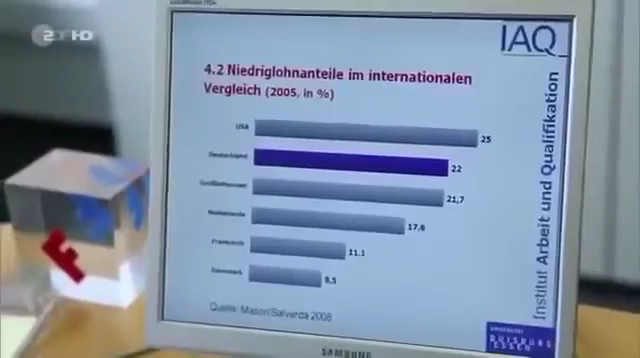 ZDF HD
IAQ
4.2 Niedriglohnanteile im internationalen
Vergleich (2005, in %)
USA 25
Deutschland 22
Großbritannien 21,7
Niederlande 17,6
Frankreich 11,1
Dänemark 8,5
Quelle: Mason/Salverda 2008
Institut Arbeit und Qualifikation
UNIVERSITÄT
DUISBURG
ESSEN
SAMSUNG
F